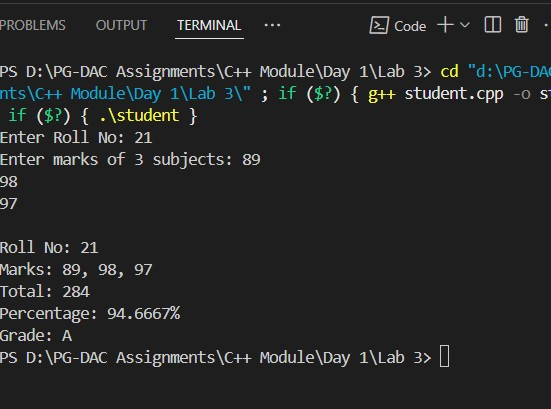 PROBLEMS OUTPUT TERMINAL ... Code
PS D:\PG-DAC Assignments\C++ Module\Day 1\Lab 3> cd "d:\PG-DAC
nts\C++ Module\Day 1\Lab 3\" ; if ($?) { g++ student.cpp -o st
if ($?) { .\student }
Enter Roll No: 21
Enter marks of 3 subjects: 89
98
97
Roll No: 21
Marks: 89, 98, 97
Total: 284
Percentage: 94.6667%
Grade: A
PS D:\PG-DAC Assignments\C++ Module\Day 1\Lab 3>